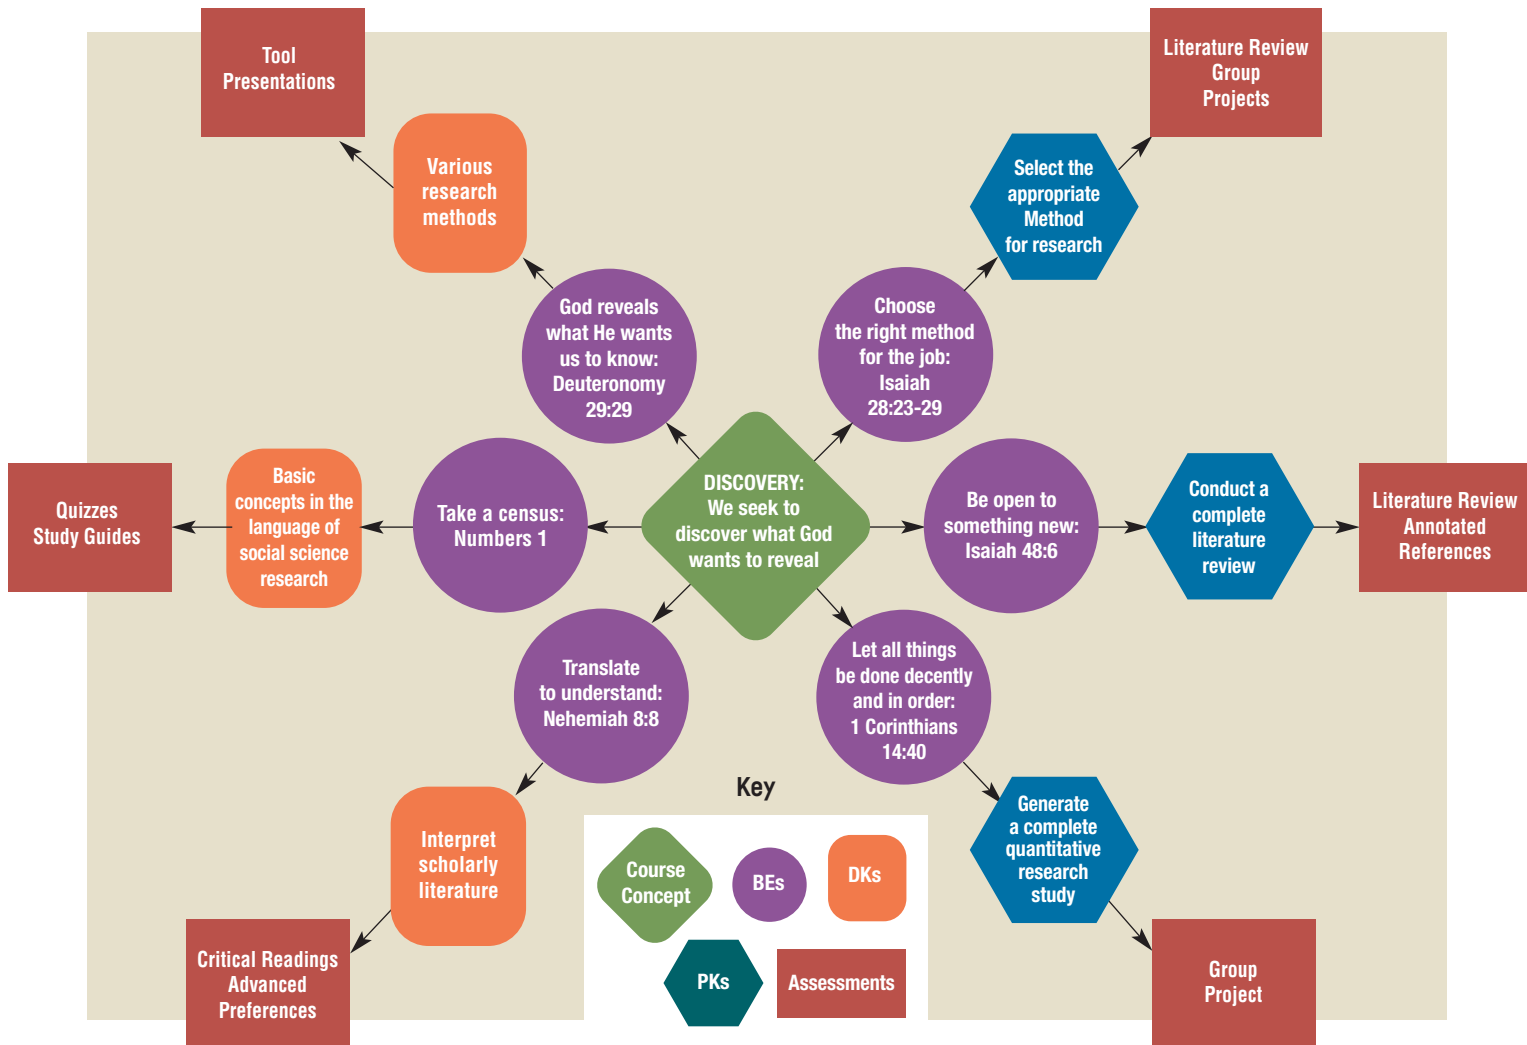 Tool
Presentations
Literature Review
Group
Projects
Various
research
methods
Select the
appropriate
Method
for research
God reveals
what He wants
us to know:
Deuteronomy
29:29
Choose
the right method
for the job:
Isaiah
28:23-29
Quizzes
Study Guides
Basic
concepts in the
language of
social science
research
Take a census:
Numbers 1
DISCOVERY:
We seek to
discover what God
wants to reveal
Be open to
something new:
Isaiah 48:6
Conduct a
complete
literature
review
Literature Review
Annotated
References
Translate
to understand:
Nehemiah 8:8
Let all things
be done decently
and in order:
1 Corinthians
14:40
Interpret
scholarly
literature
Generate
a complete
quantitative
research
study
Critical Readings
Advanced
Preferences
Group
Project
Key
Course
Concept
BEs
DKs
PKs
Assessments